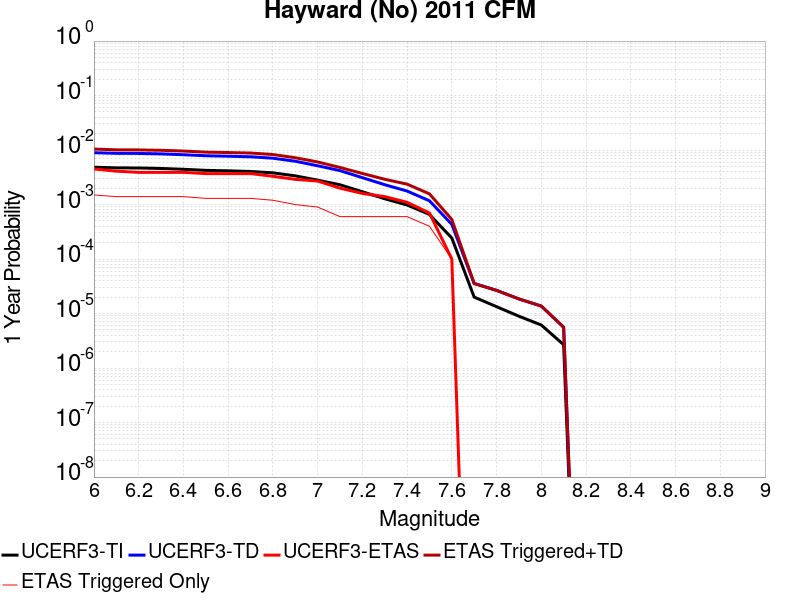 Hayward (No) 2011 CFM
10^0
10^-1
10^-2
10^-3
10^-4
10^-5
10^-6
10^-7
10^-8
1 Year Probability
6 6.2 6.4 6.6 6.8 7 7.2 7.4 7.6 7.8 8 8.2 8.4 8.6 8.8 9
Magnitude
UCERF3-TI UCERF3-TD UCERF3-ETAS ETAS Triggered+TD
ETAS Triggered Only